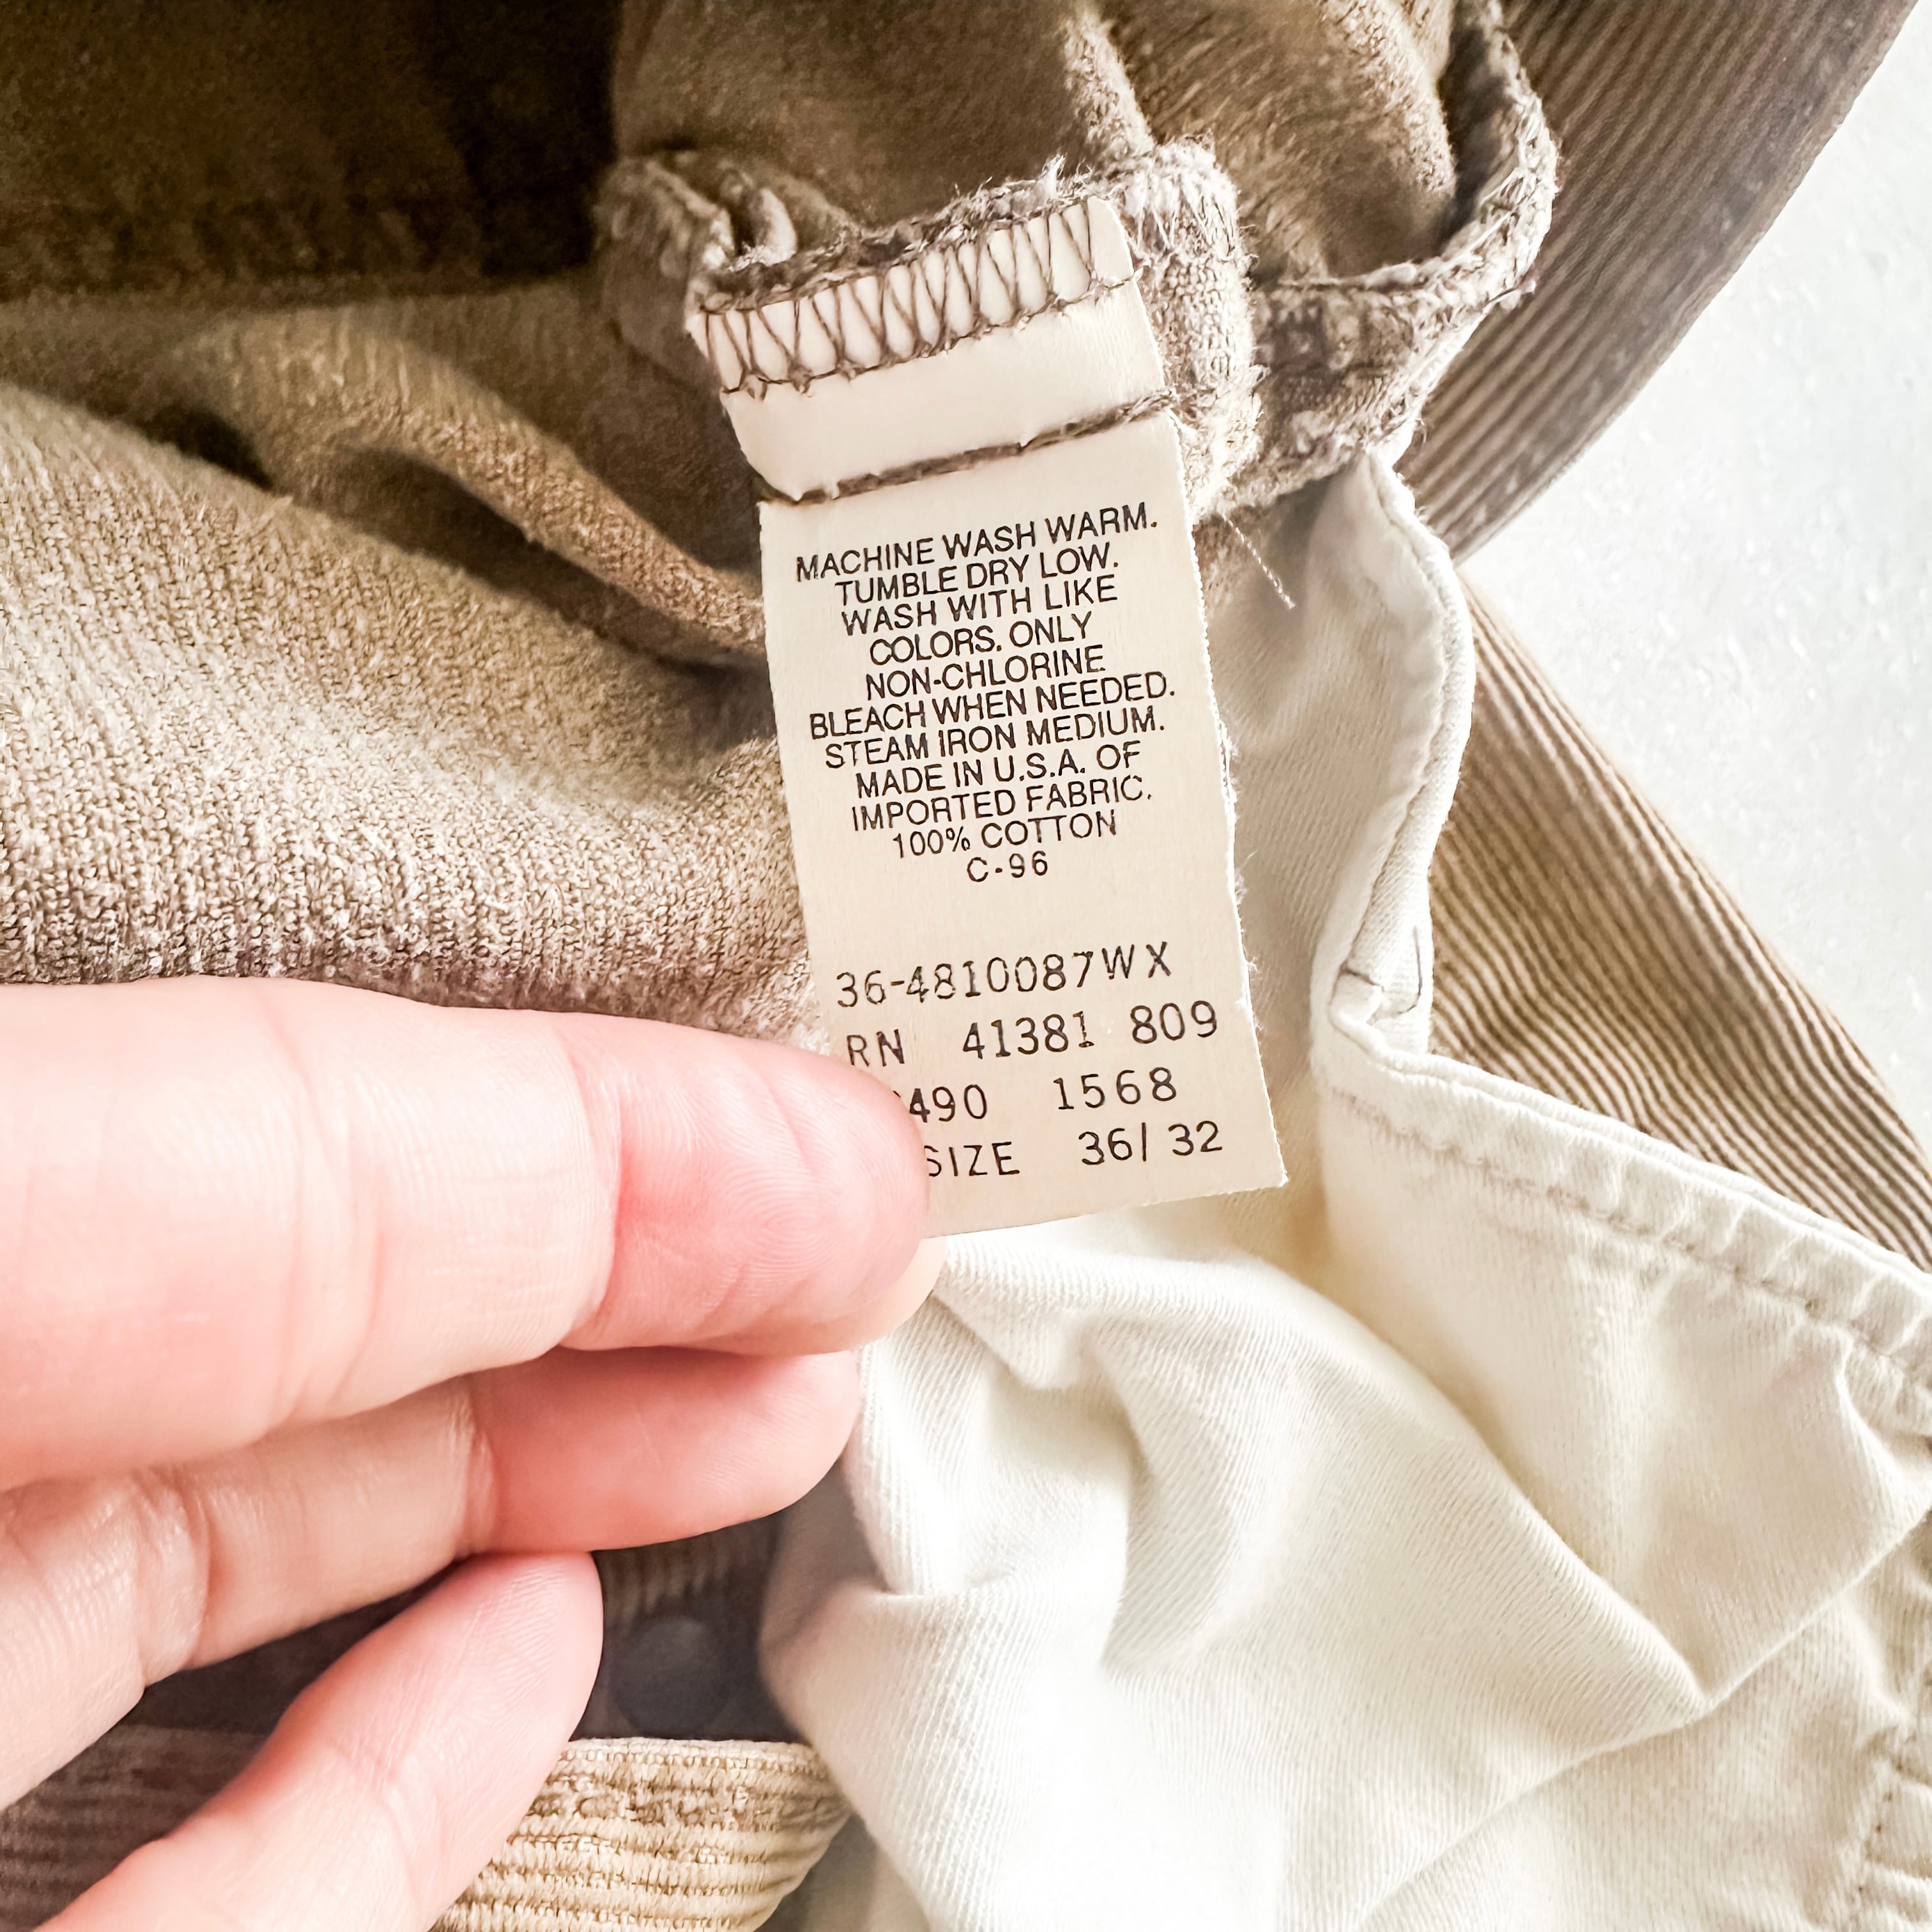 MACHINE WASH WARM.
TUMBLE DRY LOW.
WASH WITH LIKE
COLORS. ONLY
NON-CHLORINE
BLEACH WHEN NEEDED.
STEAM IRON MEDIUM.
MADE IN U.S.A. OF
IMPORTED FABRIC.
100% COTTON
C-96
36-4810087WX
RN 41381 809
1568
SIZE 36/32